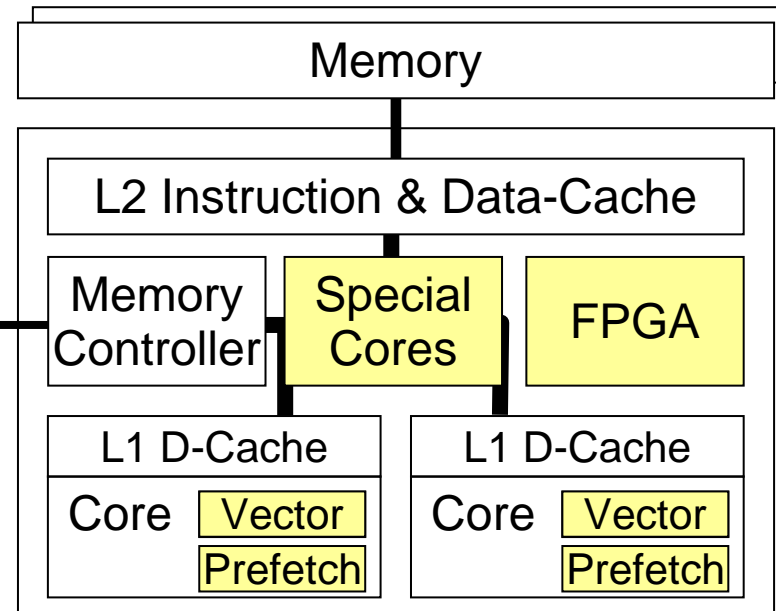 Memory
L2 Instruction & Data-Cache
Memory
Controller
Special
Cores
FPGA
L1 D-Cache
Core
Vector
Prefetch
L1 D-Cache
Core
Vector
Prefetch